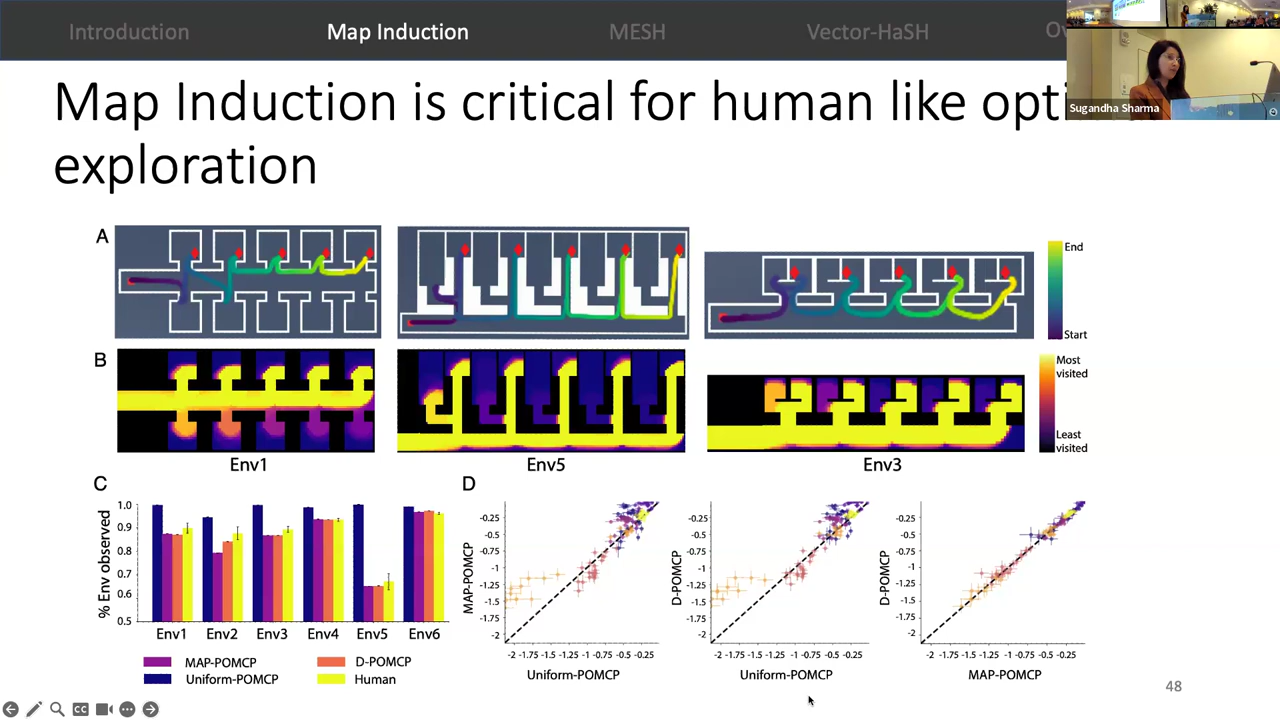 Introduction
Map Induction
MESH
Vector-HaSH
Sugandha Sharma
Map Induction is critical for human like
exploration
A
End
Start
B
Most
visited
Least
visited
Env1
Env5
Env3
C
D
% Env observed
1.0
0.9
0.8
0.7
0.6
0.5
Env1 Env2 Env3 Env4 Env5 Env6
MAP-POMCP
D-POMCP
Uniform-POMCP
Human
MAP-POMCP
-0.25
-0.5
-0.75
-1
-1.25
-1.5
-1.75
-2
-2 -1.75 -1.5 -1.25 -1 -0.75 -0.5 -0.25
Uniform-POMCP
D-POMCP
-0.25
-0.5
-0.75
-1
-1.25
-1.5
-1.75
-2
-2 -1.75 -1.5 -1.25 -1 -0.75 -0.5 -0.25
Uniform-POMCP
D-POMCP
-0.25
-0.5
-0.75
-1
-1.25
-1.5
-1.75
-2
-2 -1.75 -1.5 -1.25 -1 -0.75 -0.5 -0.25
MAP-POMCP
48
CC